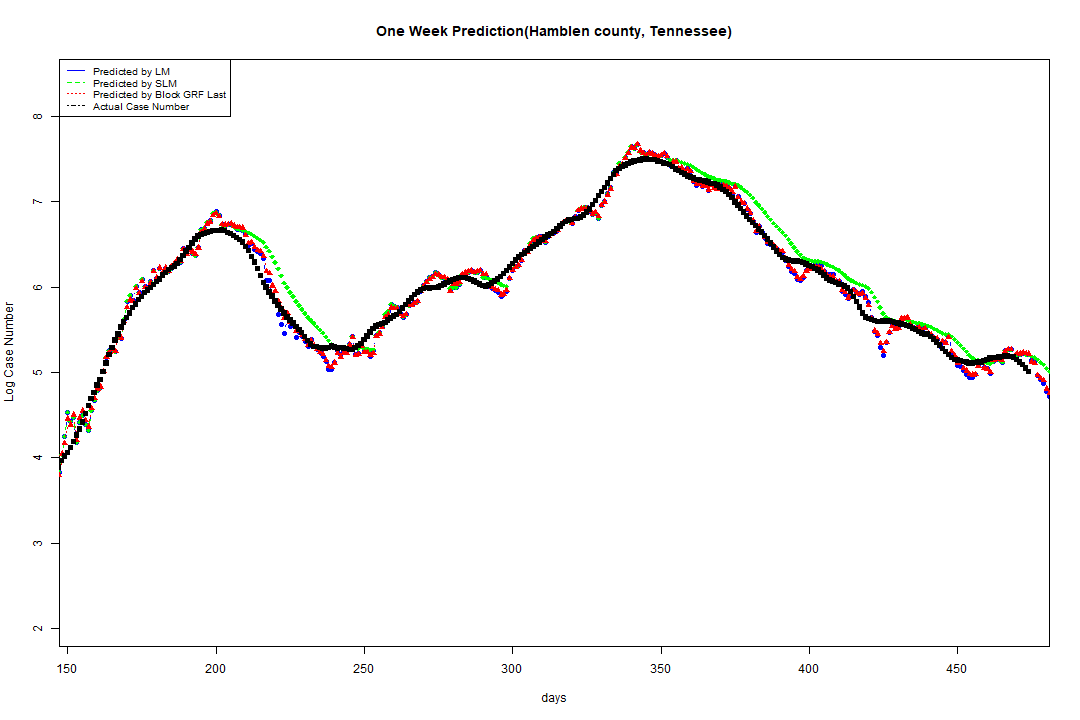 One Week Prediction(Hamblen county, Tennessee)
Predicted by LM
Predicted by SLM
Predicted by Block GRF Last
Actual Case Number
8
7
6
5
4
3
2
Log Case Number
150 200 250 300 350 400 450
days